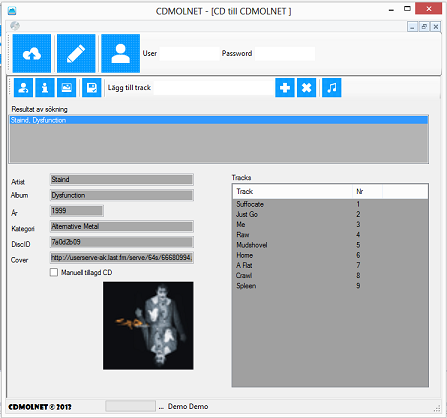 CDMOLNET - [CD till CDMOLNET ]
User
Password
Lägg till track
Resultat av sökning
Staind, Dysfunction
Artist Staind
Album Dysfunction
År 1999
Kategori Alternative Metal
DiscID 7a0d2b09
Cover http://userserve-ak.last.fm/serve/64s/66680994.
Manuell tillagd CD
Tracks
Track Nr
Suffocate 1
Just Go 2
Me 3
Raw 4
Mudshovel 5
Home 6
A Flat 7
Crawl 8
Spleen 9
CDMOLNET © 2012 ... Demo Demo